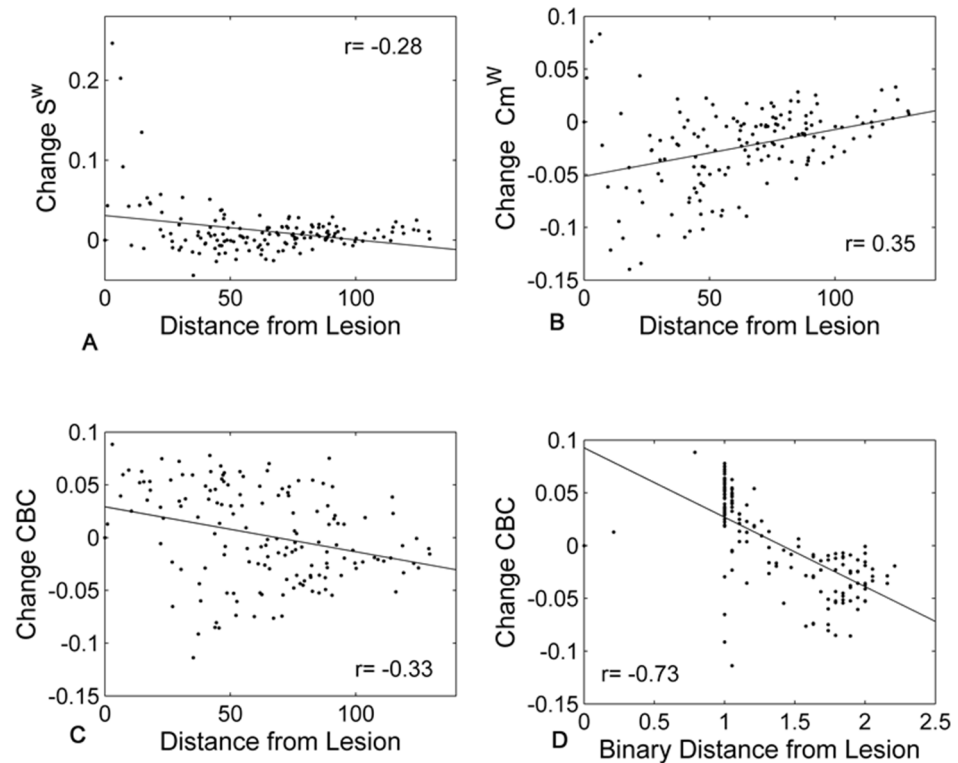 r= -0.28
Change S^w
0.2
0.1
0
0
50
100
Distance from Lesion
A
Change Cm^W
0.1
0.05
0
-0.05
-0.1
-0.15
r= 0.35
0
50
100
Distance from Lesion
B
Change CBC
0.1
0.05
0
-0.05
-0.1
-0.15
r= -0.33
0
50
100
Distance from Lesion
C
Change CBC
0.1
0.05
0
-0.05
-0.1
-0.15
r= -0.73
0
0.5
1
1.5
2
2.5
Binary Distance from Lesion
D